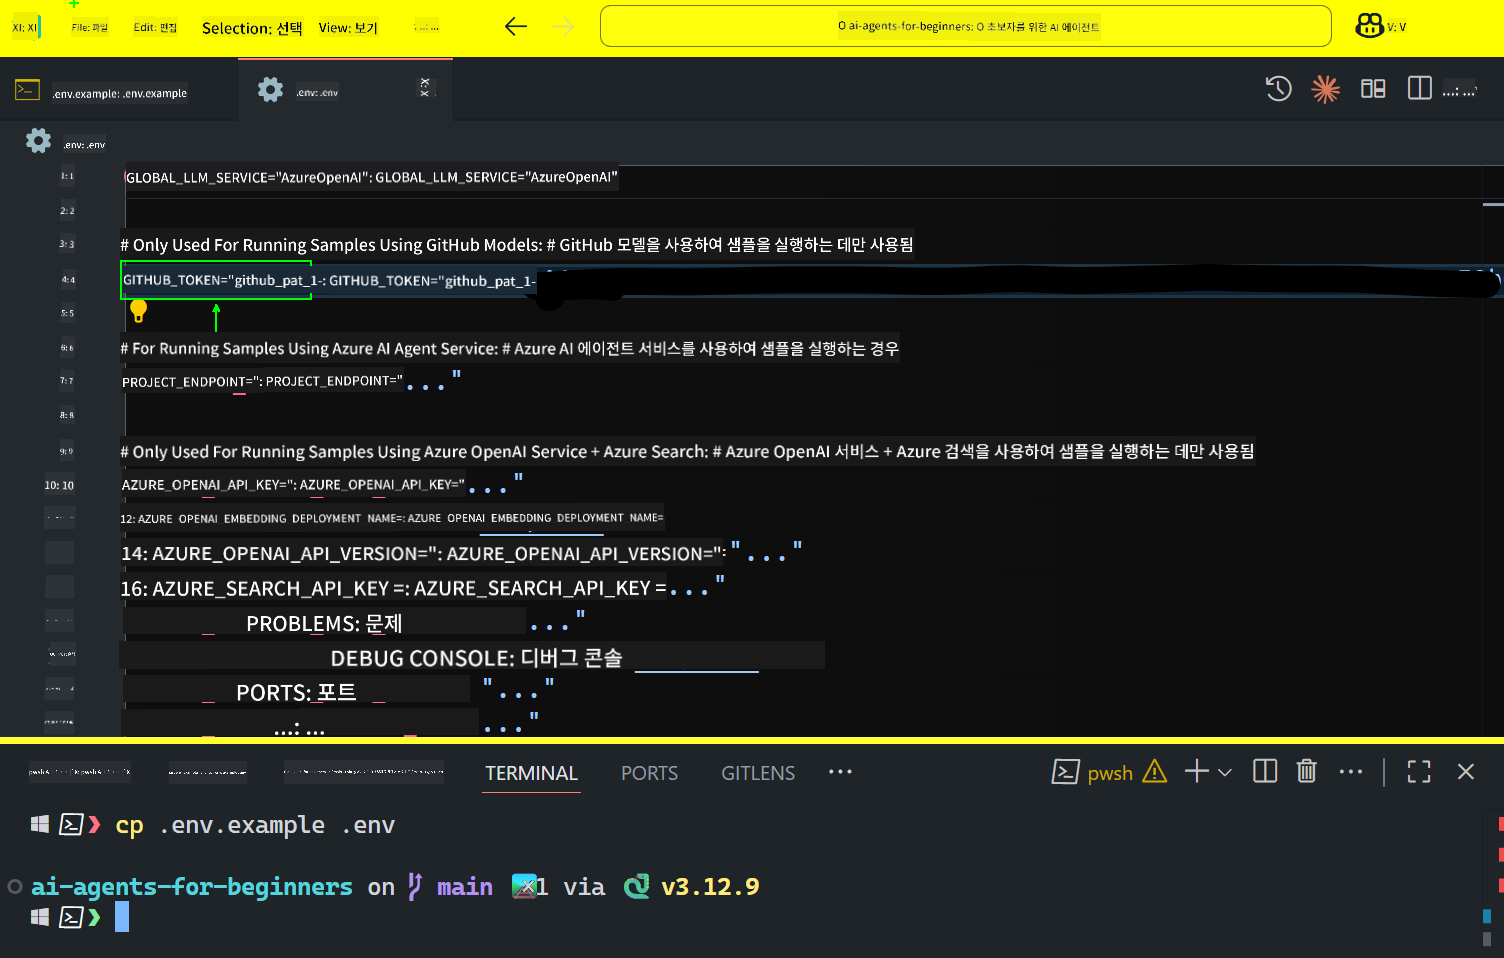 XI: XI File: 파일 Edit: 편집 Selection: 선택 View: 보기 ...: ... O ai-agents-for-beginners: O 초보자를 위한 AI 에이전트 V: V
.env.example: .env.example .env: .env X: X ...: ...
.env: .env
1: 1 GLOBAL_LLM_SERVICE="AzureOpenAI": GLOBAL_LLM_SERVICE="AzureOpenAI"
2: 2
3: 3 # Only Used For Running Samples Using GitHub Models: # GitHub 모델을 사용하여 샘플을 실행하는 데만 사용됨
4: 4 GITHUB_TOKEN="github_pat_1-: GITHUB_TOKEN="github_pat_1-
5: 5
6: 6 # For Running Samples Using Azure AI Agent Service: # Azure AI 에이전트 서비스를 사용하여 샘플을 실행하는 경우
7: 7 PROJECT_ENDPOINT=": PROJECT_ENDPOINT="..."
8: 8
9: 9 # Only Used For Running Samples Using Azure OpenAI Service + Azure Search: # Azure OpenAI 서비스 + Azure 검색을 사용하여 샘플을 실행하는 데만 사용됨
10: 10 AZURE_OPENAI_API_KEY=": AZURE_OPENAI_API_KEY="..."
12: AZURE_OPENAI_EMBEDDING_DEPLOYMENT_NAME=: AZURE_OPENAI_EMBEDDING_DEPLOYMENT_NAME=
14: AZURE_OPENAI_API_VERSION=": AZURE_OPENAI_API_VERSION="="..."
16: AZURE_SEARCH_API_KEY =: AZURE_SEARCH_API_KEY =..."
PROBLEMS: 문제 ..."
DEBUG CONSOLE: 디버그 콘솔
PORTS: 포트 "..."
...: ... ..."
TERMINAL PORTS GITLENS ... pwsh
cp .env.example .env
ai-agents-for-beginners on main 1 via v3.12.9